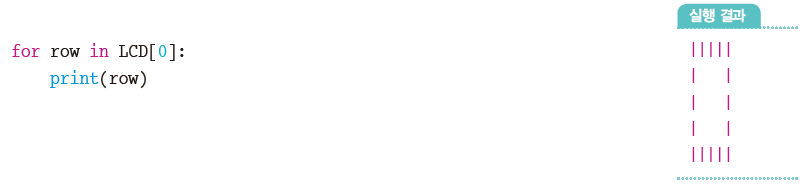 for row in LCD[0]:
    print(row)
실행 결과
|||||
|   |
|   |
|   |
|||||